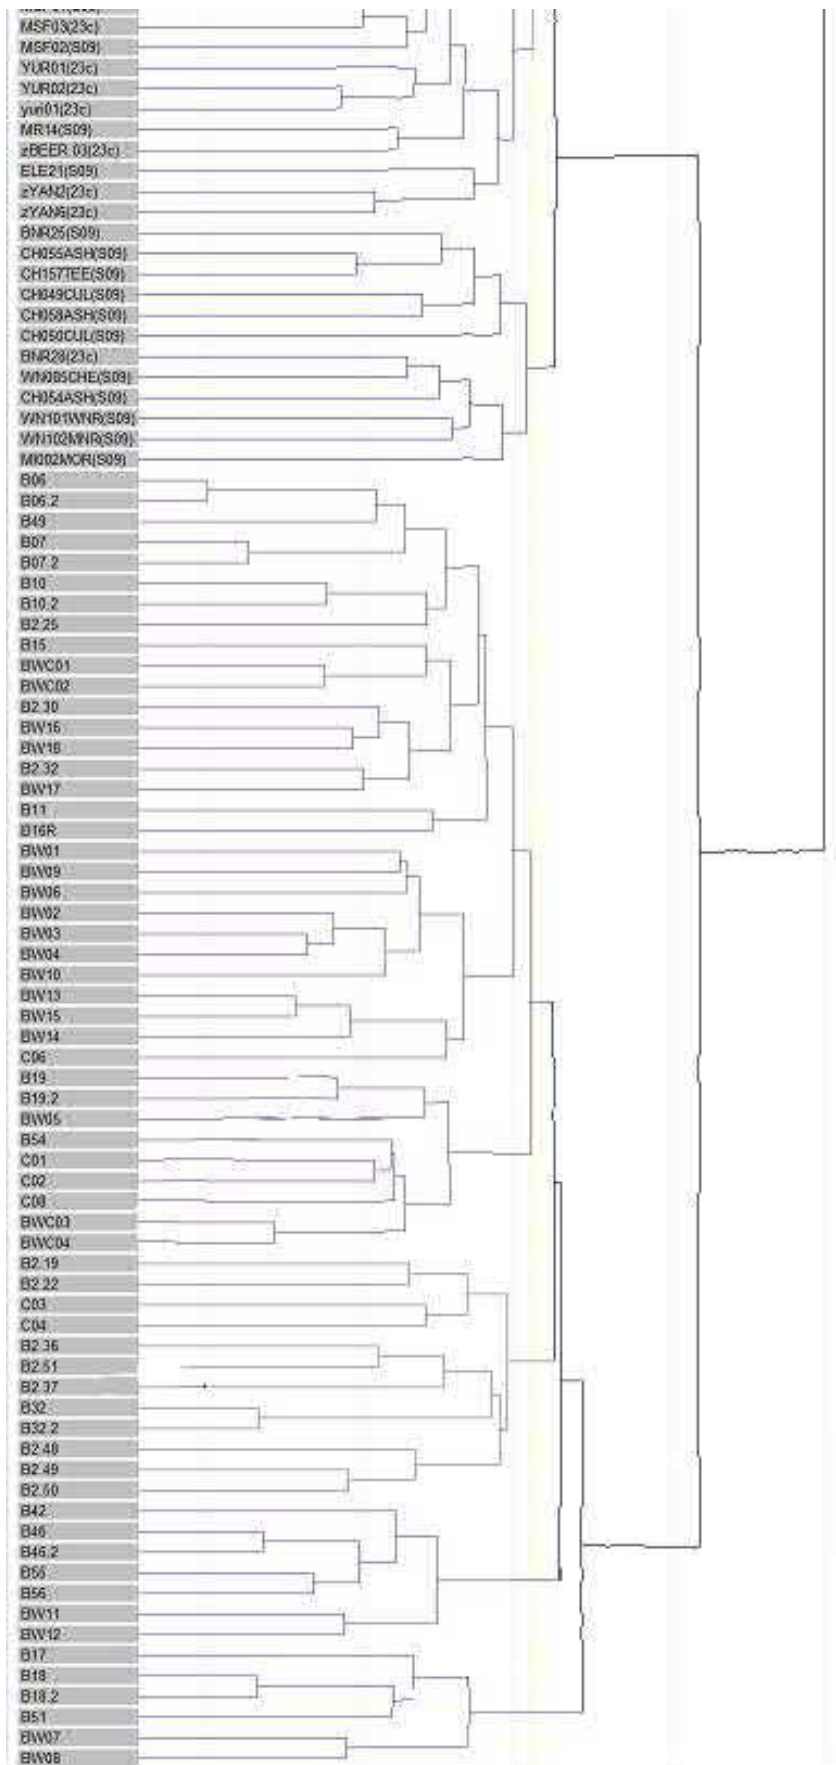 MSF03(23c)
MSF02(S09)
YUR01(23c)
YUR02(23c)
yuri01(23c)
MR14(S09)
zBEER 03(23c)
ELE21(S09)
zYAN2(23c)
zYAN6(23c)
BNR25(S09)
CH055ASH(S09)
CH157TEE(S09)
CH049CUL(S09)
CH058ASH(S09)
CH050CUL(S09)
BNR28(23c)
WN085CHE(S09)
CH054ASH(S09)
WN101WNR(S09)
WN102MNR(S09)
MI002MOR(S09)
B06
B06.2
B49
B07
B07.2
B10
B10.2
B2.25
B15
BWC01
BWC02
B2.30
BW16
BW18
B2.32
BW17
B11
B16R
BW01
BW09
BW06
BW02
BW03
BW04
BW10
BW13
BW15
BW14
C06
B19
B19.2
BW05
B54
C01
C02
C08
BWC03
BWC04
B2.19
B2.22
C03
C04
B2.36
B2.51
B2.37
B32
B32.2
B2.48
B2.49
B2.50
B42
B46
B46.2
B55
B56
BW11
BW12
B17
B18
B18.2
B51
BW07
BW08